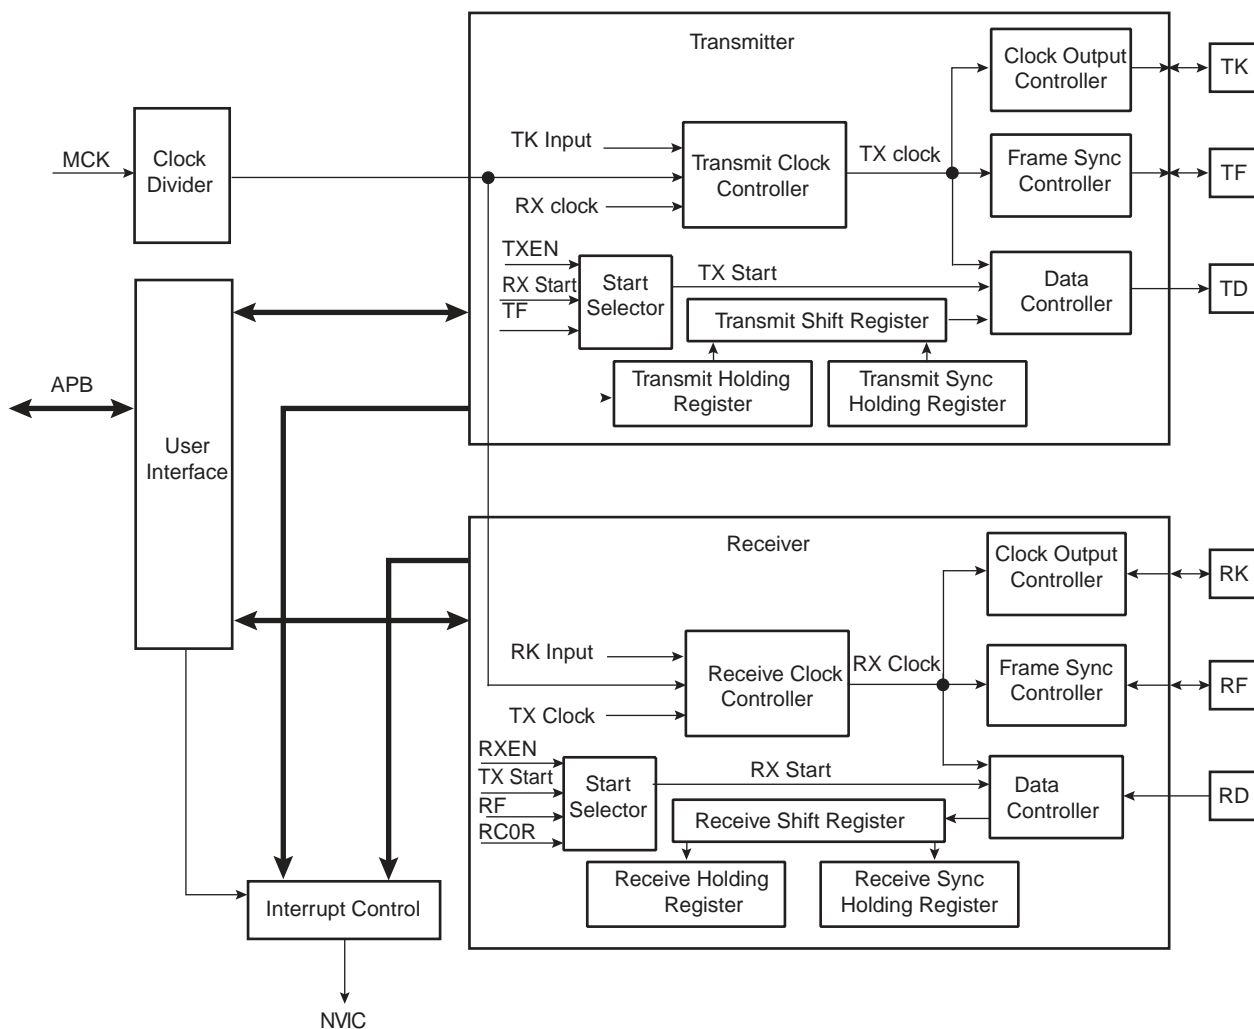 Transmitter
Clock Output
Controller
TK
MCK
Clock
Divider
TK Input
Transmit Clock
Controller
TX clock
Frame Sync
Controller
TF
RX clock
TXEN
RX Start
TF
Start
Selector
TX Start
Data
Controller
TD
Transmit Shift Register
Transmit Holding
Register
Transmit Sync
Holding Register
APB
User
Interface
Receiver
Clock Output
Controller
RK
RK Input
Receive Clock
Controller
RX Clock
Frame Sync
Controller
RF
TX Clock
RXEN
TX Start
RF
RC0R
Start
Selector
RX Start
Data
Controller
RD
Receive Shift Register
Receive Holding
Register
Receive Sync
Holding Register
Interrupt Control
NVIC